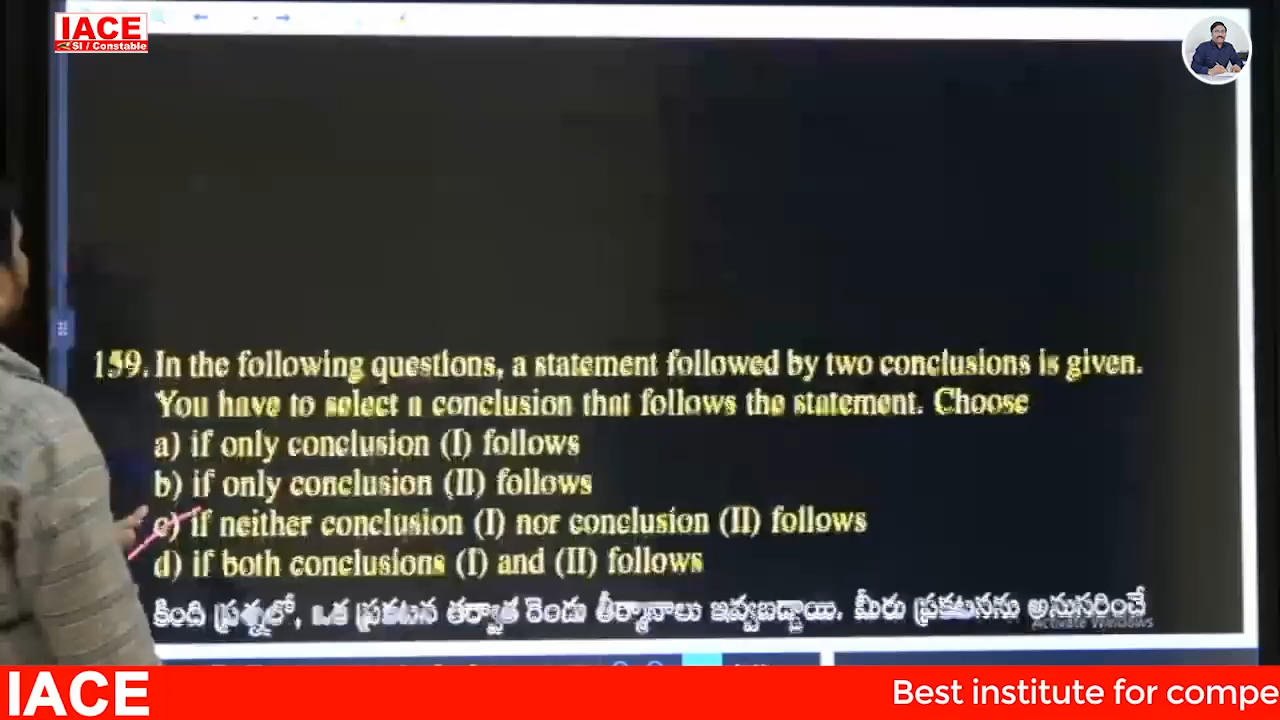 IACE
SI / Constable
159. In the following questions, a statement followed by two conclusions is given.
You have to select a conclusion that follows the statement. Choose
a) if only conclusion (I) follows
b) if only conclusion (II) follows
c) if neither conclusion (I) nor conclusion (II) follows
d) if both conclusions (I) and (II) follows
కింది ప్రశ్నలో, ఒక ప్రకటన తర్వాత రెండు తీర్మానాలు ఇవ్వబడ్డాయి. మీరు ప్రకటనను అనుసరించే
Activate Windows
IACE
Best institute for compe